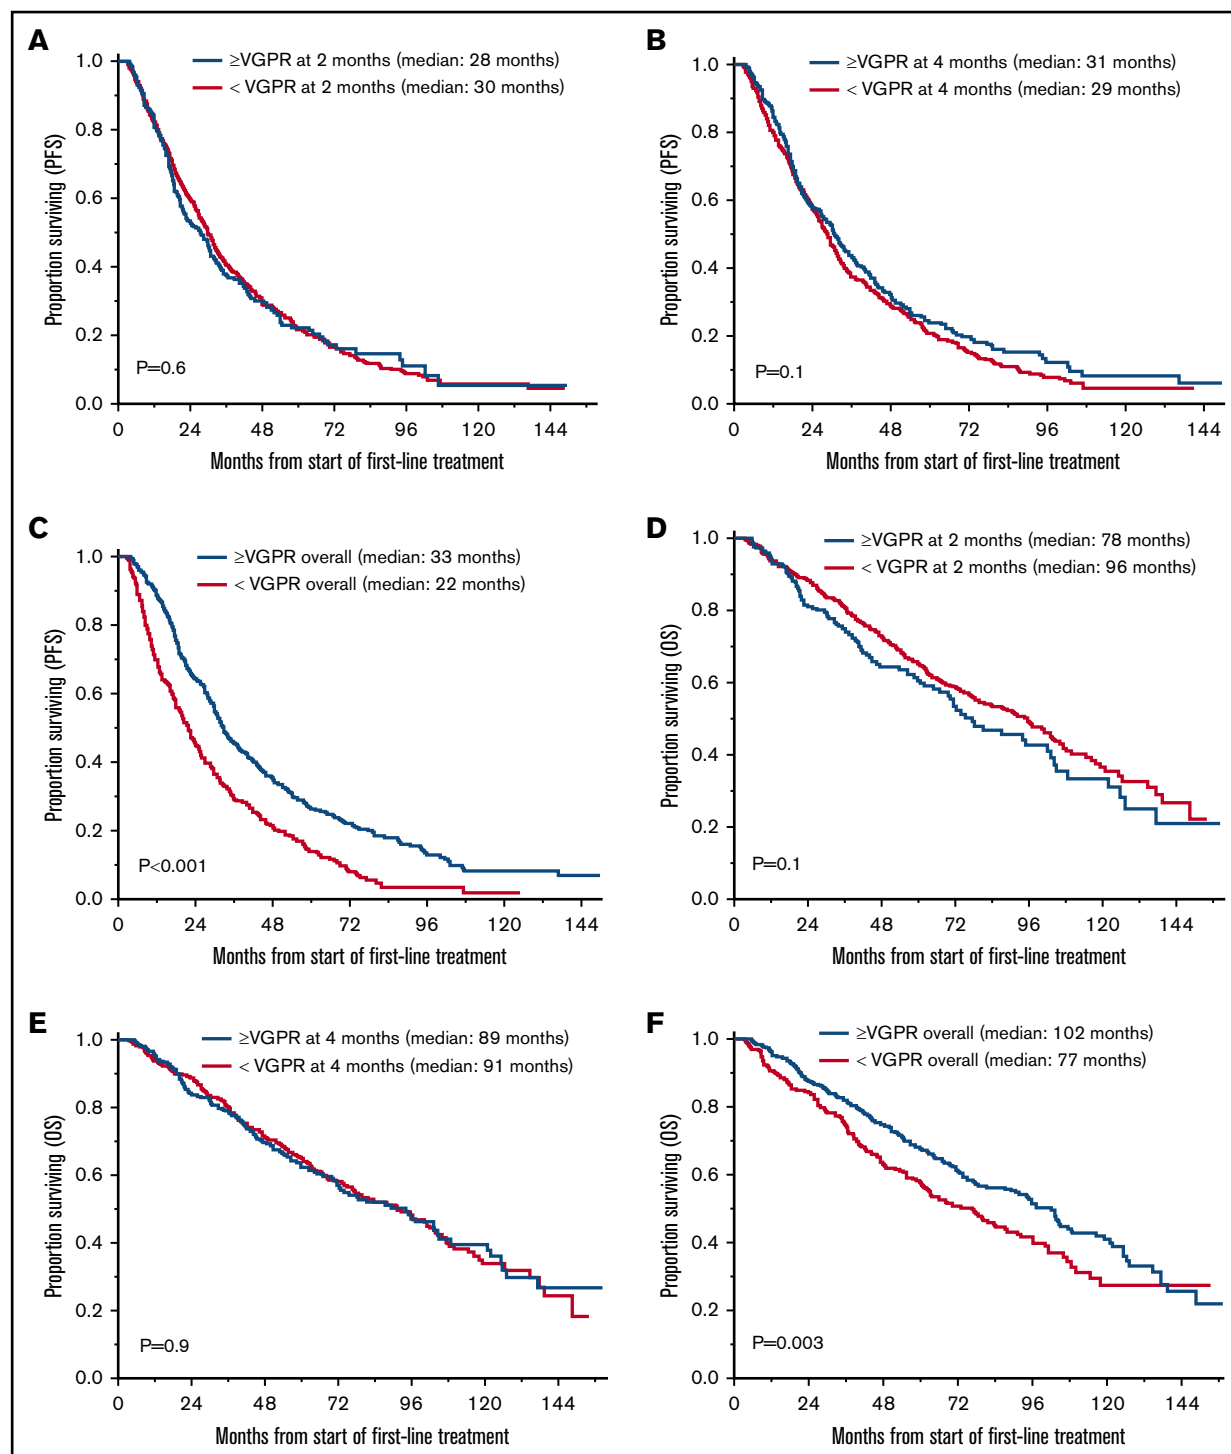 A
≥VGPR at 2 months (median: 28 months)
< VGPR at 2 months (median: 30 months)
Proportion surviving (PFS)
1.0
0.8
0.6
0.4
0.2
0.0
P=0.6
0 24 48 72 96 120 144
Months from start of first-line treatment
B
≥VGPR at 4 months (median: 31 months)
< VGPR at 4 months (median: 29 months)
Proportion surviving (PFS)
1.0
0.8
0.6
0.4
0.2
0.0
P=0.1
0 24 48 72 96 120 144
Months from start of first-line treatment
C
≥VGPR overall (median: 33 months)
< VGPR overall (median: 22 months)
Proportion surviving (PFS)
1.0
0.8
0.6
0.4
0.2
0.0
P<0.001
0 24 48 72 96 120 144
Months from start of first-line treatment
D
≥VGPR at 2 months (median: 78 months)
< VGPR at 2 months (median: 96 months)
Proportion surviving (OS)
1.0
0.8
0.6
0.4
0.2
0.0
P=0.1
0 24 48 72 96 120 144
Months from start of first-line treatment
E
≥VGPR at 4 months (median: 89 months)
< VGPR at 4 months (median: 91 months)
Proportion surviving (OS)
1.0
0.8
0.6
0.4
0.2
0.0
P=0.9
0 24 48 72 96 120 144
Months from start of first-line treatment
F
≥VGPR overall (median: 102 months)
< VGPR overall (median: 77 months)
Proportion surviving (OS)
1.0
0.8
0.6
0.4
0.2
0.0
P=0.003
0 24 48 72 96 120 144
Months from start of first-line treatment